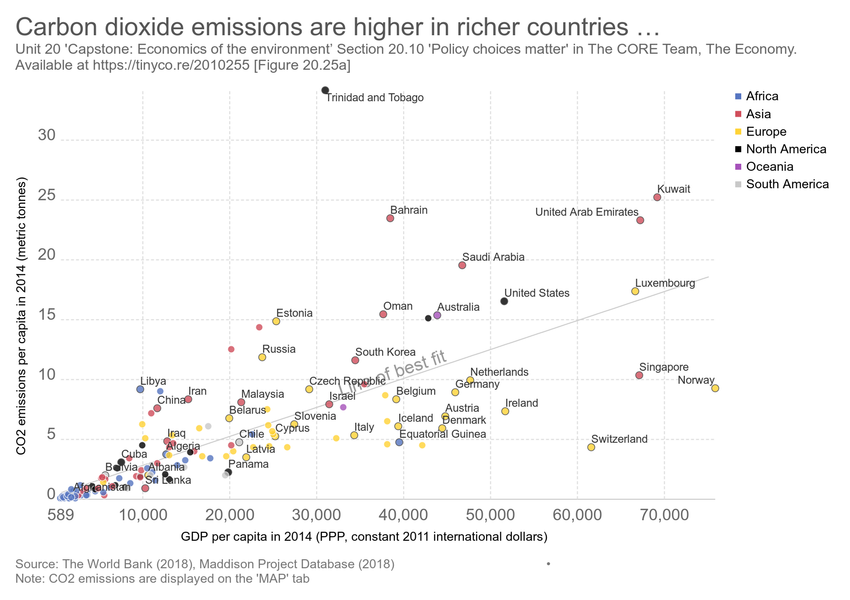 Carbon dioxide emissions are higher in richer countries …
Unit 20 'Capstone: Economics of the environment’ Section 20.10 'Policy choices matter' in The CORE Team, The Economy.
Available at https://tinyco.re/2010255 [Figure 20.25a]
Africa
Asia
Europe
North America
Oceania
South America
CO2 emissions per capita in 2014 (metric tonnes)
30
25
20
15
10
5
0
Trinidad and Tobago
Kuwait
Bahrain
United Arab Emirates
Saudi Arabia
Luxembourg
United States
Oman
Australia
Estonia
Russia
South Korea
Line of best fit
Singapore
Norway
Netherlands
Germany
Czech Republic
Libya
China
Iran
Malaysia
Israel
Belgium
Belarus
Slovenia
Iceland
Austria
Denmark
Ireland
Iraq
Algeria
Chile
Cyprus
Italy
Equatorial Guinea
Switzerland
Cuba
Latvia
Bolivia
Albania
Panama
Afghanistan
Sri Lanka
589
10,000
20,000
30,000
40,000
50,000
60,000
70,000
GDP per capita in 2014 (PPP, constant 2011 international dollars)
Source: The World Bank (2018), Maddison Project Database (2018)
Note: CO2 emissions are displayed on the 'MAP' tab